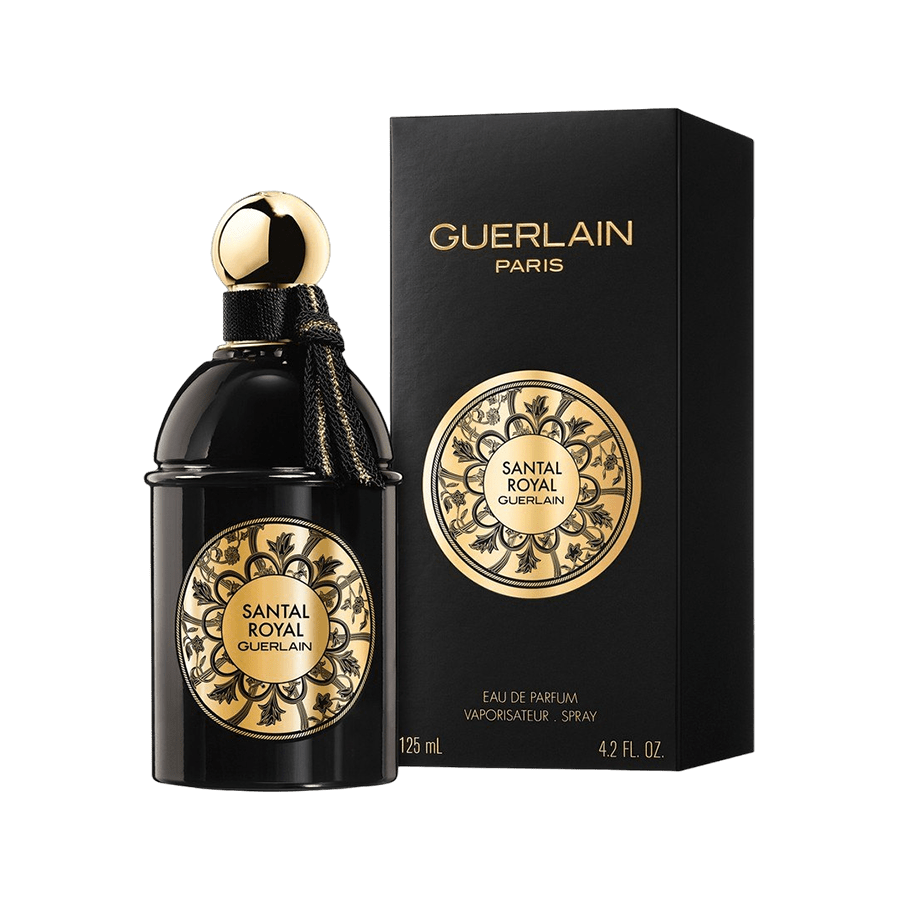 GUERLAIN
PARIS
SANTAL
ROYAL
GUERLAIN
EAU DE PARFUM
VAPORISATEUR . SPRAY
125 mL 4.2 FL. OZ.
SANTAL
ROYAL
GUERLAIN